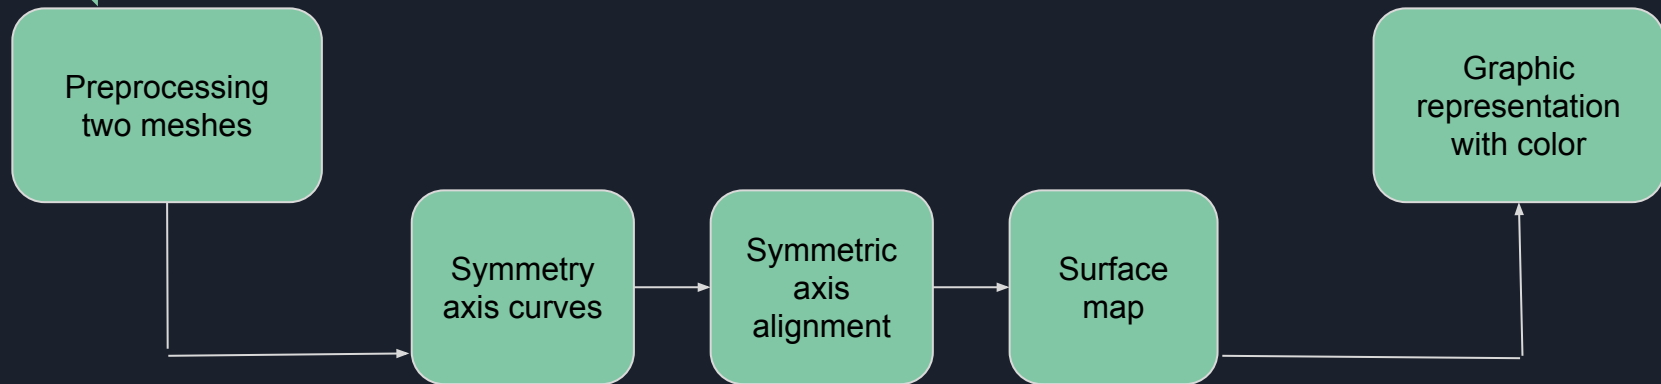 Preprocessing
two meshes
Symmetry
axis curves
Symmetric
axis
alignment
Surface
map
Graphic
representation
with color